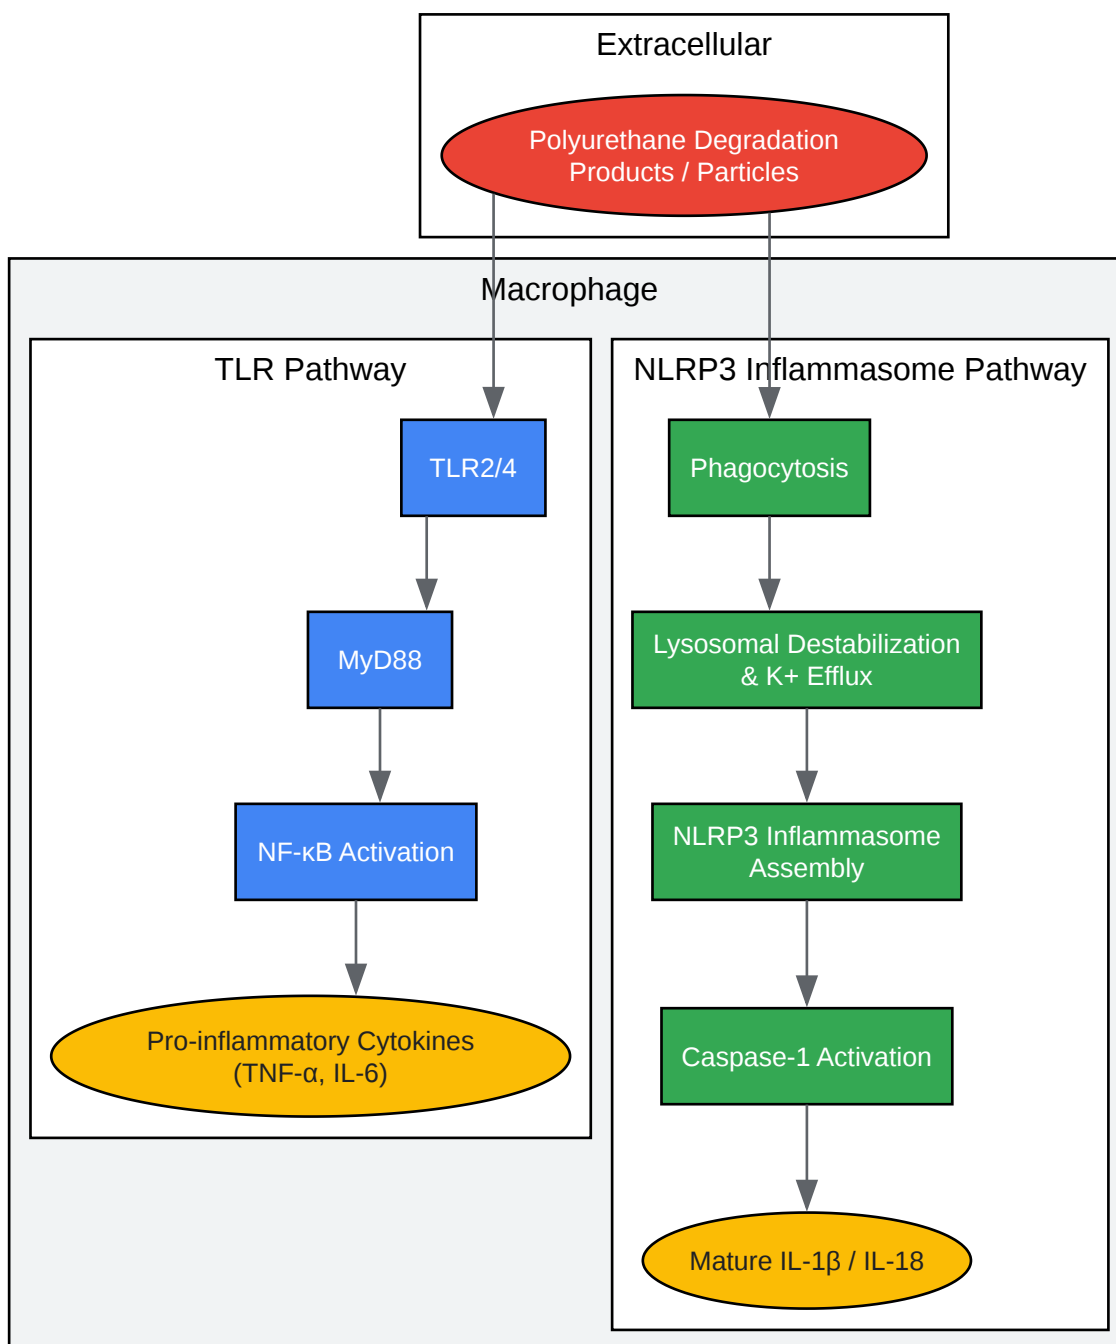 Extracellular
Polyurethane Degradation
Products / Particles
Macrophage
TLR Pathway
TLR2/4
MyD88
NF-κB Activation
Pro-inflammatory Cytokines
(TNF-α, IL-6)
NLRP3 Inflammasome Pathway
Phagocytosis
Lysosomal Destabilization
& K+ Efflux
NLRP3 Inflammasome
Assembly
Caspase-1 Activation
Mature IL-1β / IL-18